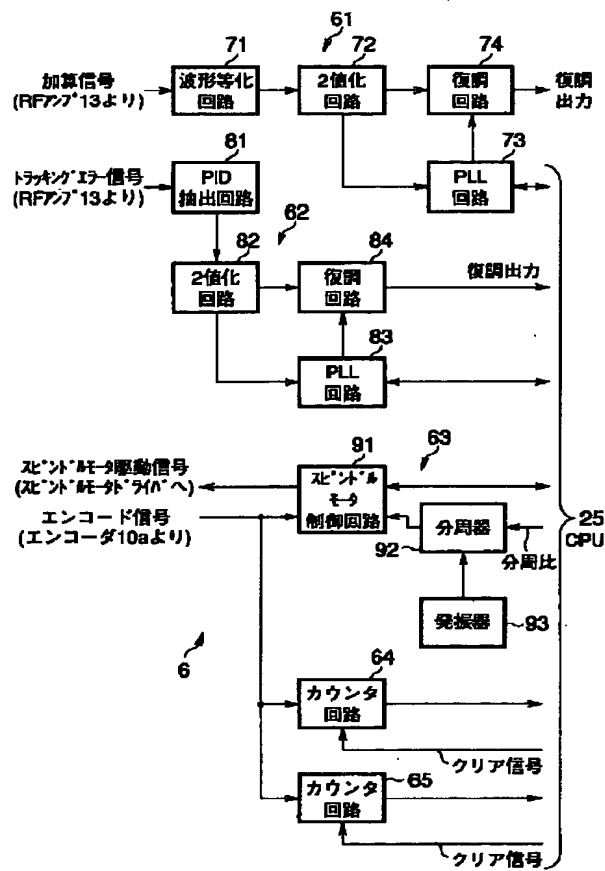 61
71
72
74
加算信号
(RFアンプ13より)
波形等化
回路
2値化
回路
復調
回路
復調
出力
81
73
トラッキングエラー信号
(RFアンプ13より)
PID
抽出回路
PLL
回路
62
82
84
2値化
回路
復調
回路
復調出力
83
PLL
回路
91
63
スピンドルモータ駆動信号
(スピンドルモータドライバへ)
スピンドル
モータ
制御回路
エンコード信号
(エンコーダ10aより)
分周器
92
分周比
25
CPU
発振器
93
6
64
カウンタ
回路
クリア信号
65
カウンタ
回路
クリア信号